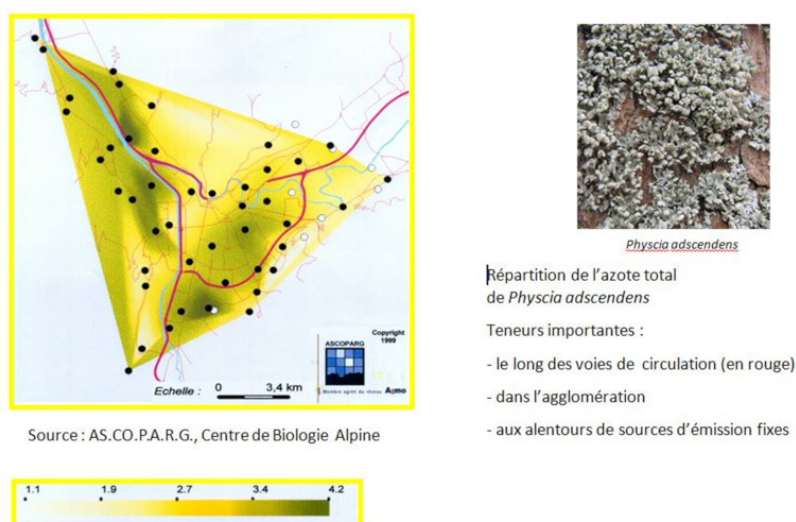 Copyright
1999
ASCOPARG
Echelle : 0 3,4 km
Source : AS.CO.P.A.R.G., Centre de Biologie Alpine
1.1 1.9 2.7 3.4 4.2
Physcia adscendens
Répartition de l’azote total
de Physcia adscendens
Teneurs importantes :
- le long des voies de circulation (en rouge)
- dans l’agglomération
- aux alentours de sources d’émission fixes